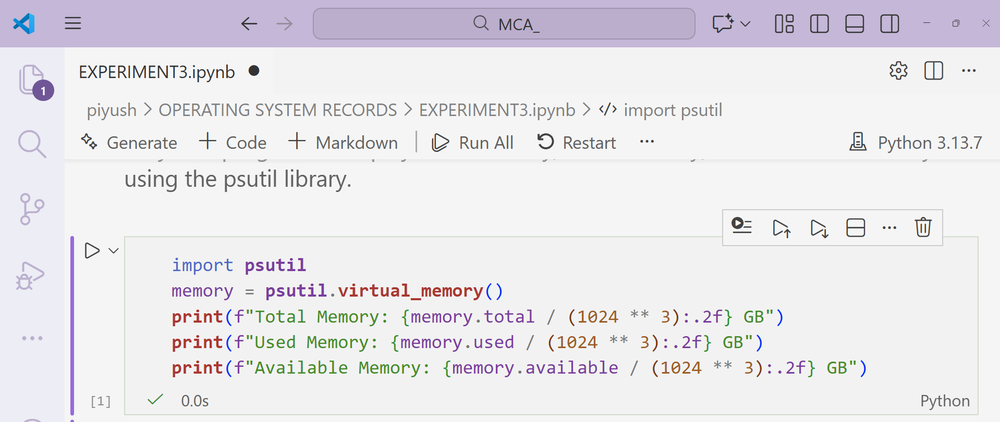 MCA_
EXPERIMENT3.ipynb
1
piyush > OPERATING SYSTEM RECORDS > EXPERIMENT3.ipynb > </> import psutil
Generate + Code + Markdown | Run All Restart ... Python 3.13.7
using the psutil library.
import psutil
memory = psutil.virtual_memory()
print(f"Total Memory: {memory.total / (1024 ** 3):.2f} GB")
print(f"Used Memory: {memory.used / (1024 ** 3):.2f} GB")
print(f"Available Memory: {memory.available / (1024 ** 3):.2f} GB")
[1] 0.0s Python